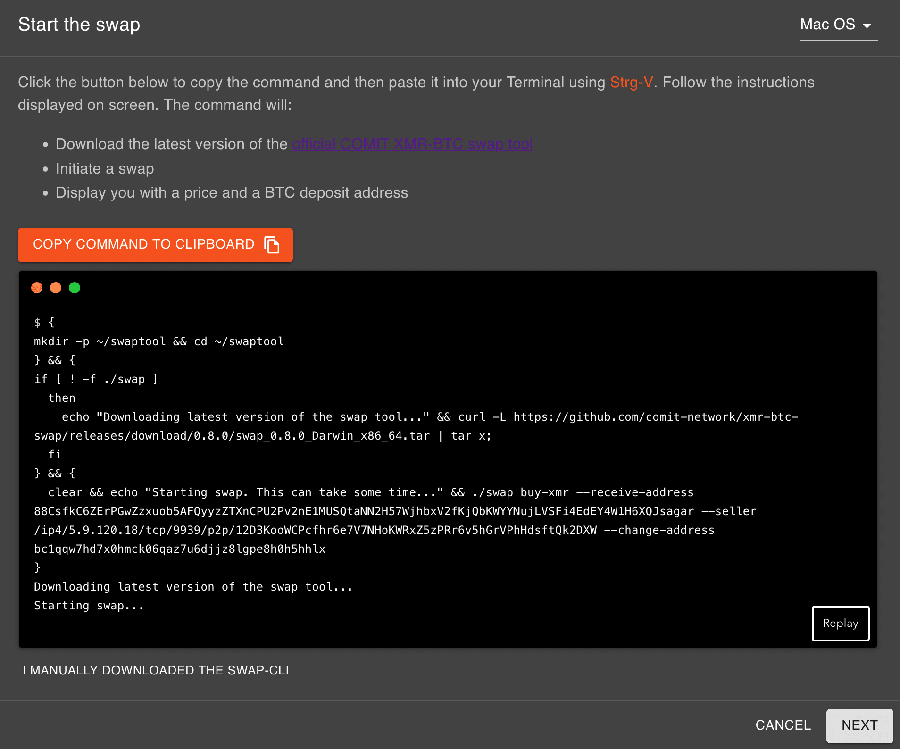 Start the swap
Mac OS
Click the button below to copy the command and then paste it into your Terminal using Strg-V. Follow the instructions
displayed on screen. The command will:
• Download the latest version of the official COMIT XMR-BTC swap tool
• Initiate a swap
• Display you with a price and a BTC deposit address
COPY COMMAND TO CLIPBOARD
$ {
mkdir -p ~/swaptool && cd ~/swaptool
} && {
if [ ! -f ./swap ]
then
echo "Downloading latest version of the swap tool..." && curl -L https://github.com/comit-network/xmr-btc-
swap/releases/download/0.8.0/swap_0.8.0_Darwin_x86_64.tar | tar x;
fi
} && {
clear && echo "Starting swap. This can take some time..." && ./swap buy-xmr --receive-address
88CsfkC6ZErPGwZzxuob5AFQyyzZTXnCPU2Pv2nE1MUSQtaNN2H57WjhbxV2fKjQbKWYYNujLVSFi4EdEY4W1H6XQJsagar --seller
/ip4/5.9.120.18/tcp/9939/p2p/12D3KooWCPcfhr6e7V7NHoKWRxZ5zPRr6v5hGrVPhHdsftQk2DXW --change-address
bc1qqw7hd7x0hmck06qaz7u6djjz8lgpe8h0h5hhlx
}
Downloading latest version of the swap tool...
Starting swap...
Replay
I MANUALLY DOWNLOADED THE SWAP-CLI
CANCEL
NEXT